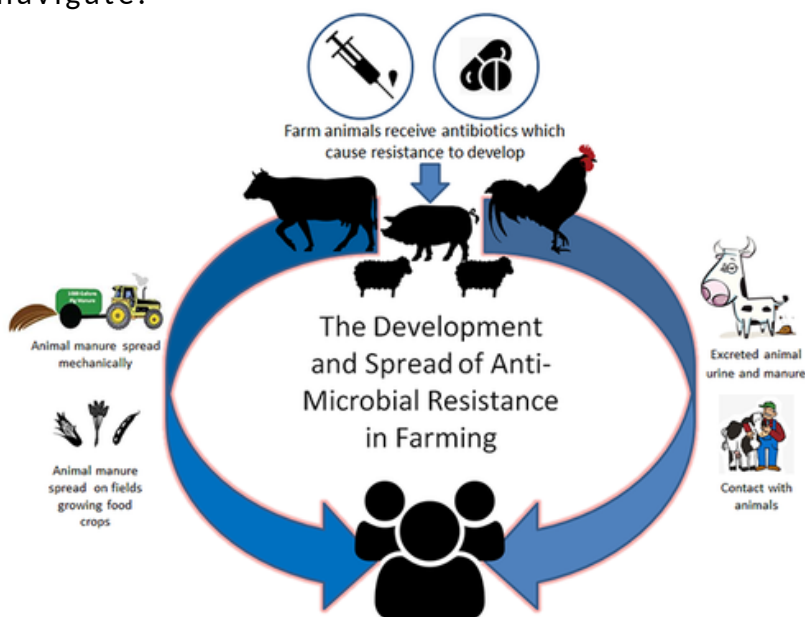 navigate.
Farm animals receive antibiotics which
cause resistance to develop
Animal manure spread
mechanically
Animal manure
spread on fields
growing food
crops
The Development
and Spread of Anti-
Microbial Resistance
in Farming
Excreted animal
urine and manure
Contact with
animals